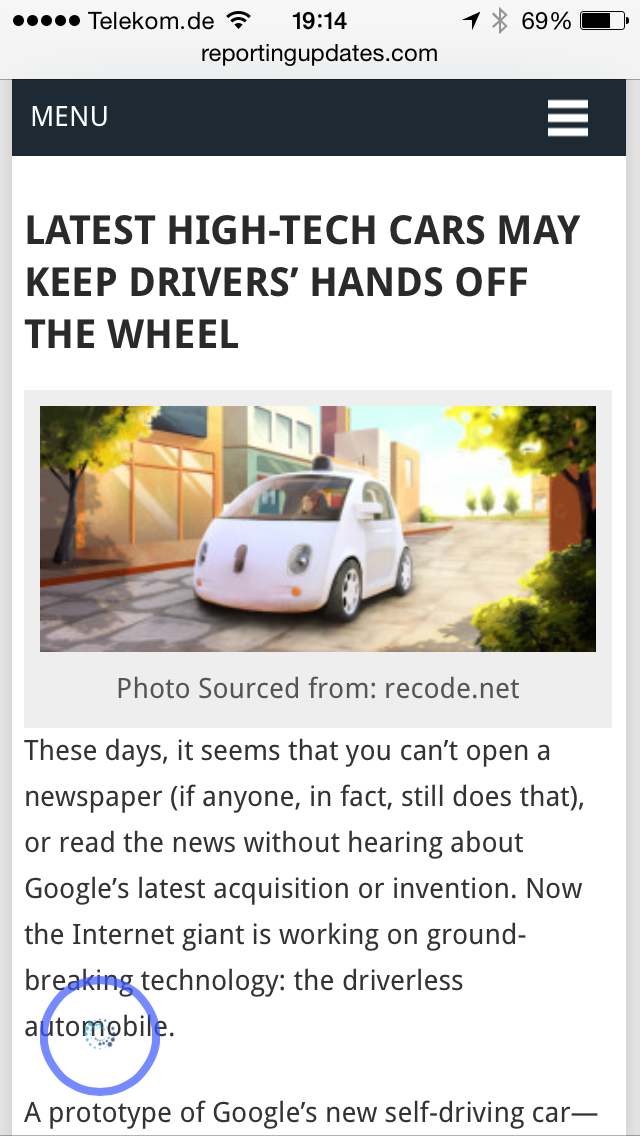 Telekom.de 19:14 69%
reportingupdates.com
MENU
LATEST HIGH-TECH CARS MAY
KEEP DRIVERS’ HANDS OFF
THE WHEEL
Photo Sourced from: recode.net
These days, it seems that you can’t open a
newspaper (if anyone, in fact, still does that),
or read the news without hearing about
Google’s latest acquisition or invention. Now
the Internet giant is working on ground-
breaking technology: the driverless
automobile.
A prototype of Google’s new self-driving car—